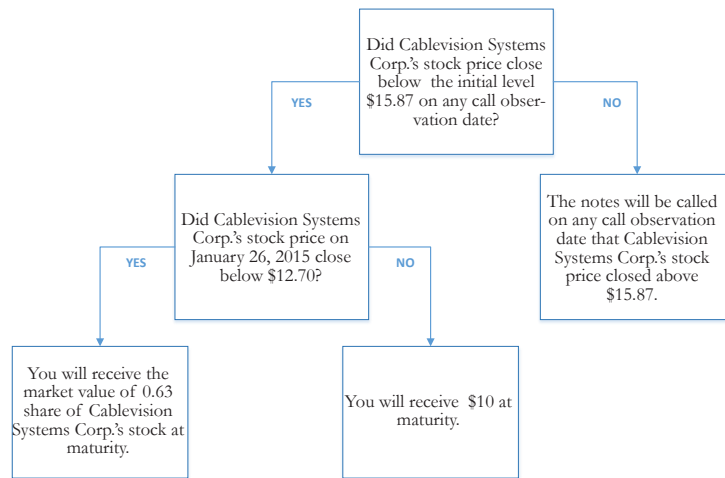 Did Cablevision Systems
Corp.'s stock price close
below the initial level
$15.87 on any call obser-
vation date?
YES
NO
Did Cablevision Systems
Corp.'s stock price on
January 26, 2015 close
below $12.70?
The notes will be called
on any call observation
date that Cablevision
Systems Corp.'s stock
price closed above
$15.87.
YES
NO
You will receive the
market value of 0.63
share of Cablevision
Systems Corp.'s stock at
maturity.
You will receive $10 at
maturity.